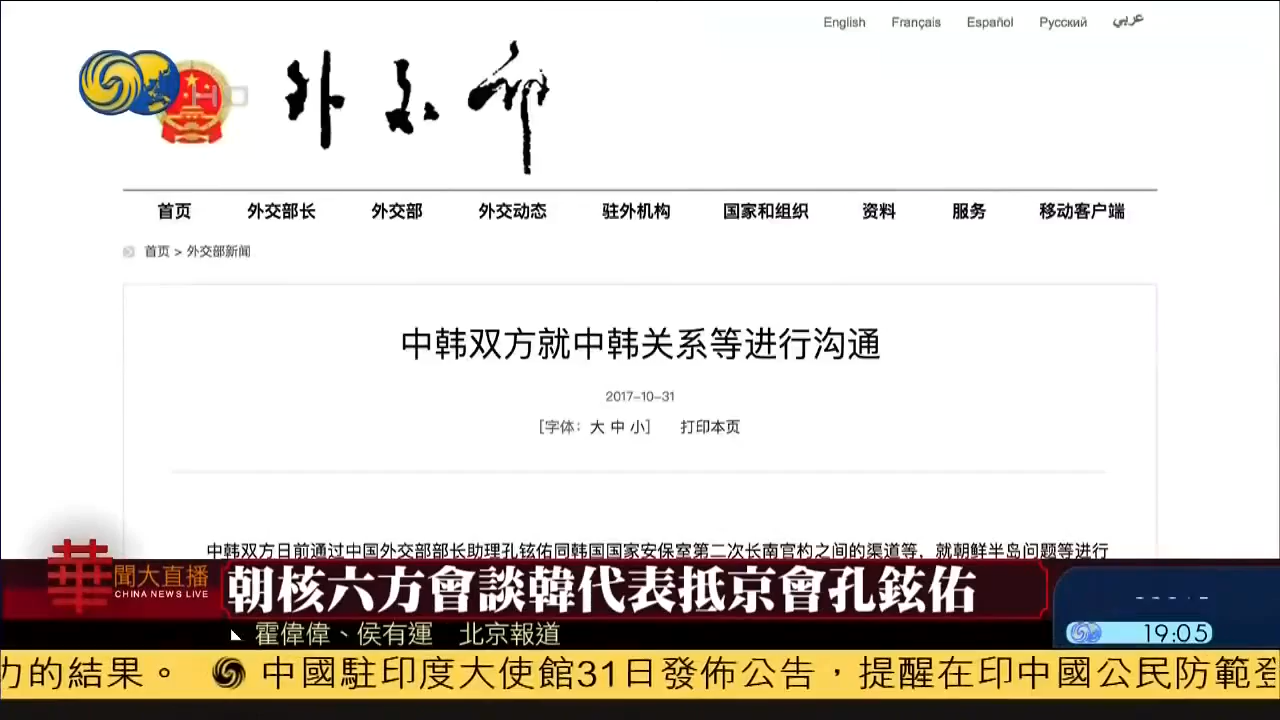 English Français Español Русский عربي
外交部
首页 外交部长 外交部 外交动态 驻外机构 国家和组织 资料 服务 移动客户端
首页 > 外交部新闻
中韩双方就中韩关系等进行沟通
2017-10-31
[字体：大 中 小] 打印本页
中韩双方日前通过中国外交部部长助理孔铉佑同韩国国家安保室第二次长南官杓之间的渠道等，就朝鲜半岛问题等进行
華聞大直播
CHINA NEWS LIVE
朝核六方會談韓代表抵京會孔鉉佑
霍偉偉、侯有運 北京報道
19:05
力的結果。 中國駐印度大使館31日發佈公告，提醒在印中國公民防範登